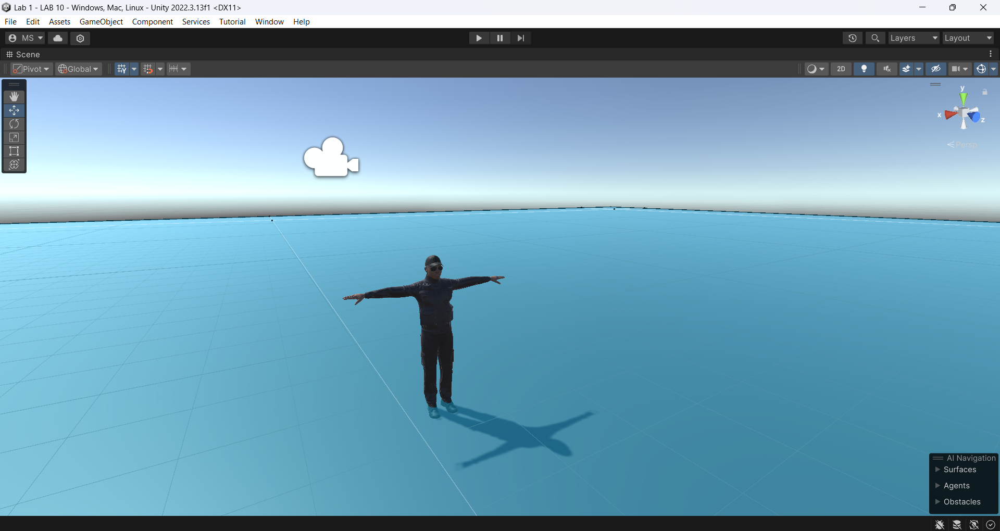 Lab 1 - LAB 10 - Windows, Mac, Linux - Unity 2022.3.13f1 <DX11>
File Edit Assets GameObject Component Services Tutorial Window Help
MS Layers Layout
Scene
Pivot Global 2D
y
x
z
Persp
AI Navigation
Surfaces
Agents
Obstacles